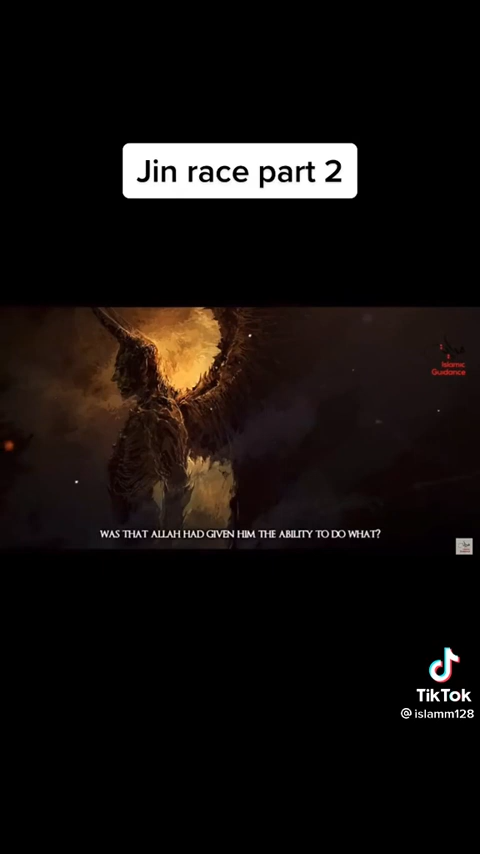 Jin race part 2
Islamic
Guidance
WAS THAT ALLAH HAD GIVEN HIM THE ABILITY TO DO WHAT?
TikTok
@islamm128